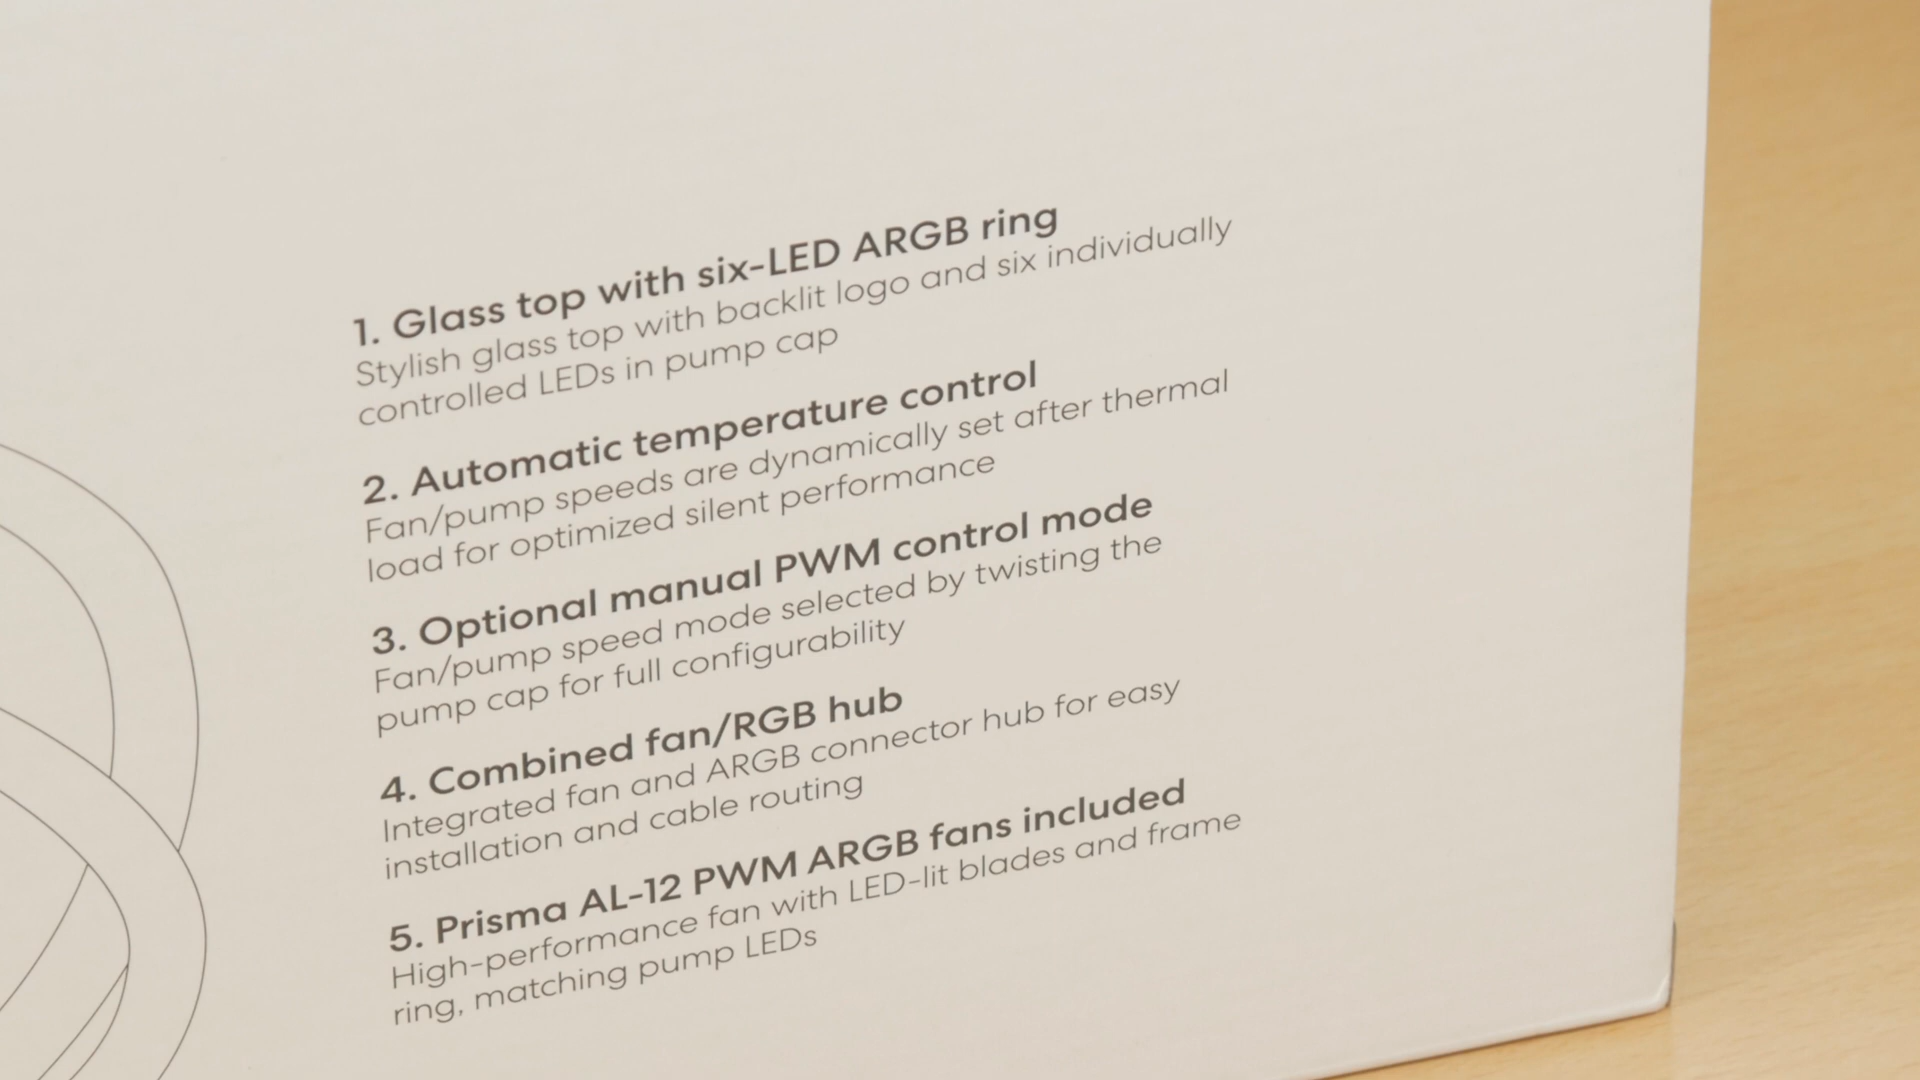 1. Glass top with six-LED ARGB ring
Stylish glass top with backlit logo and six individually
controlled LEDs in pump cap
2. Automatic temperature control
Fan/pump speeds are dynamically set after thermal
load for optimized silent performance
3. Optional manual PWM control mode
Fan/pump speed mode selected by twisting the
pump cap for full configurability
4. Combined fan/RGB hub
Integrated fan and ARGB connector hub for easy
installation and cable routing
5. Prisma AL-12 PWM ARGB fans included
High-performance fan with LED-lit blades and frame
ring, matching pump LEDs